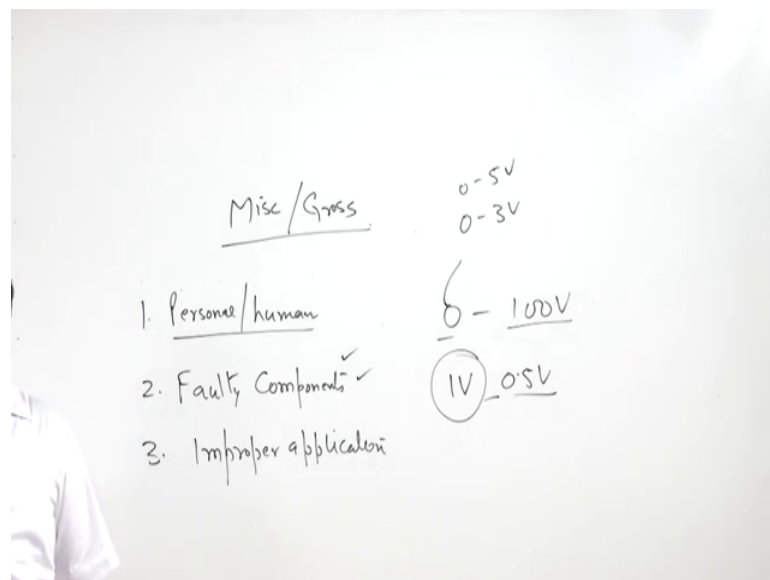 Misc/Gross
0-5V
0-3V
1. Personal/human
6 - 100V
2. Faulty Components
1V - 0.5V
3. Improper application